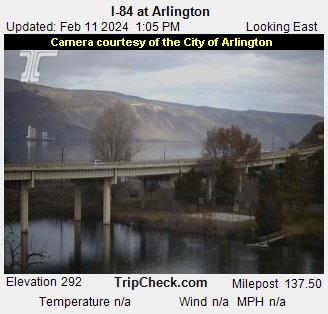 I-84 at Arlington
Updated: Feb 11 2024 1:05 PM Looking East
Camera courtesy of the City of Arlington
Elevation 292 TripCheck.com Milepost 137.50
Temperature n/a Wind n/a MPH n/a